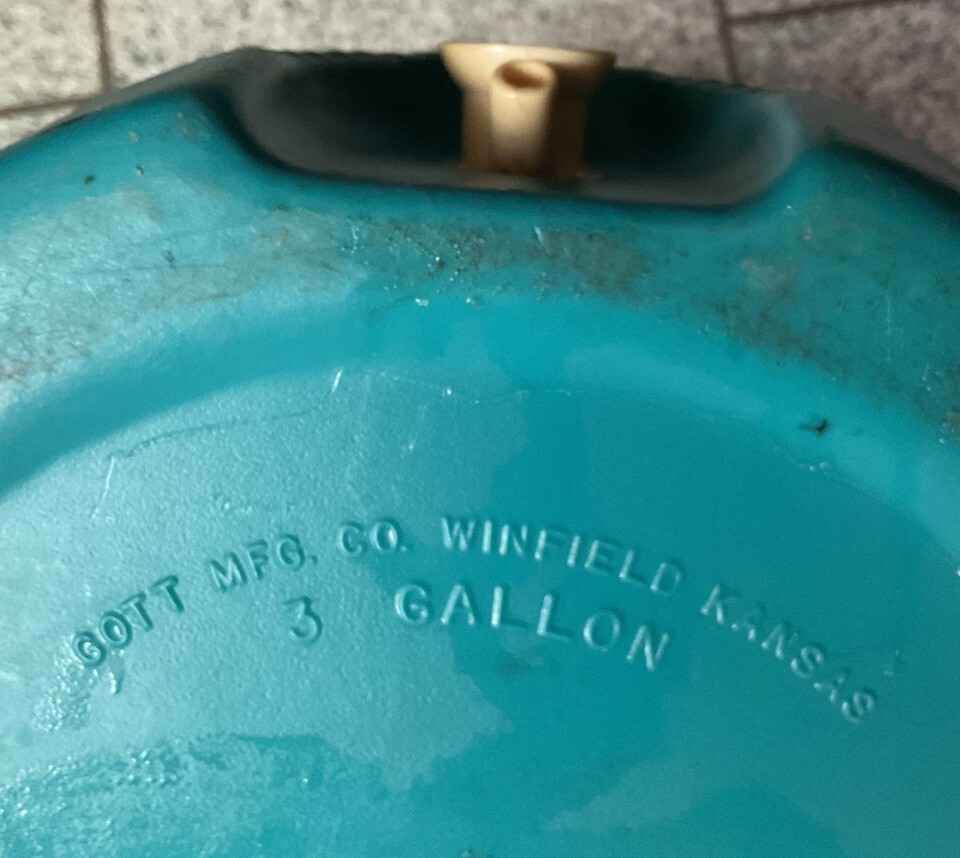 GOTT MFG. CO. WINFIELD KANSAS
3 GALLON